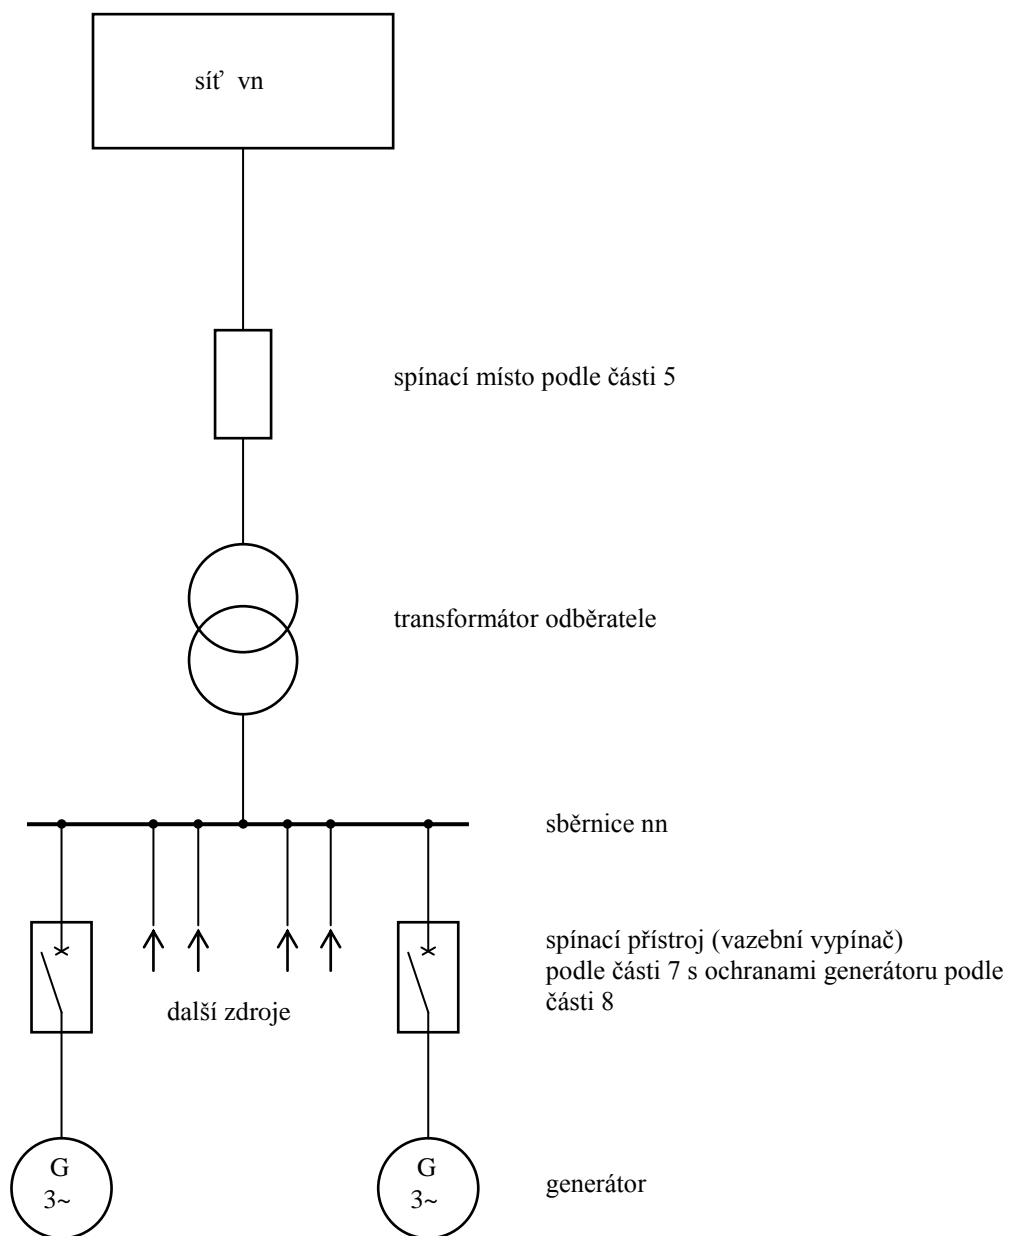 síť vn
spínací místo podle části 5
transformátor odběratele
sběrnice nn
spínací přístroj (vazební vypínač)
podle části 7 s ochranami generátoru podle
části 8
další zdroje
G
3~
G
3~
generátor